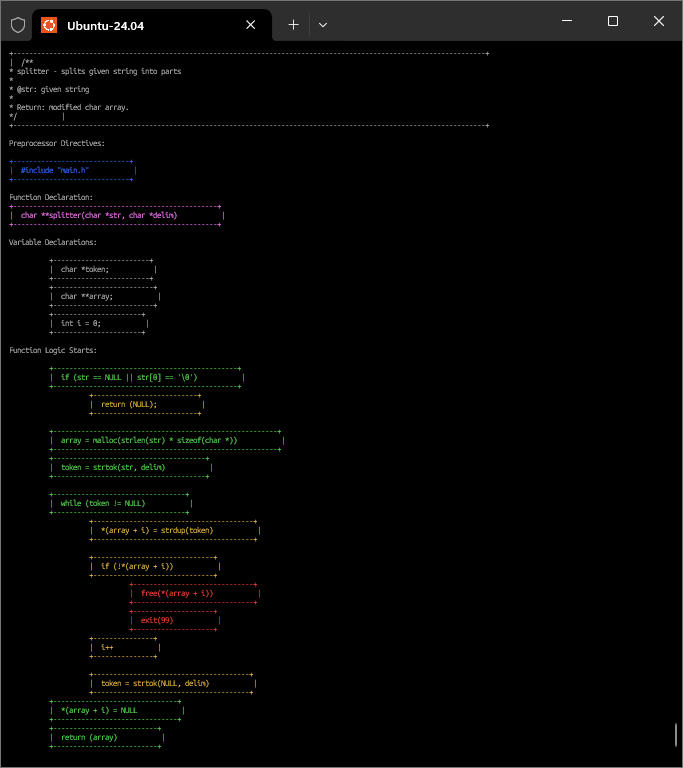 Ubuntu-24.04
+----------------------------------------------------------------------------------------------------------------------+
|  /**
* splitter - splits given string into parts
*
* @str: given string
*
* Return: modified char array.
*/           |
+----------------------------------------------------------------------------------------------------------------------+
Preprocessor Directives:
+-----------------------------+
|  #include "main.h"           |
+-----------------------------+
Function Declaration:
+---------------------------------------------------+
|  char **splitter(char *str, char *delim)           |
+---------------------------------------------------+
Variable Declarations:
+------------------------+
|  char *token;           |
+------------------------+
+-------------------------+
|  char **array;           |
+-------------------------+
+----------------------+
|  int i = 0;           |
+----------------------+
Function Logic Starts:
+----------------------------------------------+
|  if (str == NULL || str[0] == '\0')           |
+----------------------------------------------+
+--------------------------+
|  return (NULL);           |
+--------------------------+
+--------------------------------------------------------+
|  array = malloc(strlen(str) * sizeof(char *))           |
+--------------------------------------------------------+
+--------------------------------------+
|  token = strtok(str, delim)           |
+--------------------------------------+
+---------------------------------+
|  while (token != NULL)           |
+---------------------------------+
+----------------------------------------+
|  *(array + i) = strdup(token)           |
+----------------------------------------+
+------------------------------+
|  if (!*(array + i))           |
+------------------------------+
+------------------------------+
|  free(*(array + i))           |
+------------------------------+
+--------------------+
|  exit(99)           |
+--------------------+
+---------------+
|  i++           |
+---------------+
+---------------------------------------+
|  token = strtok(NULL, delim)           |
+---------------------------------------+
+-------------------------------+
|  *(array + i) = NULL           |
+-------------------------------+
+--------------------------+
|  return (array)           |
+--------------------------+